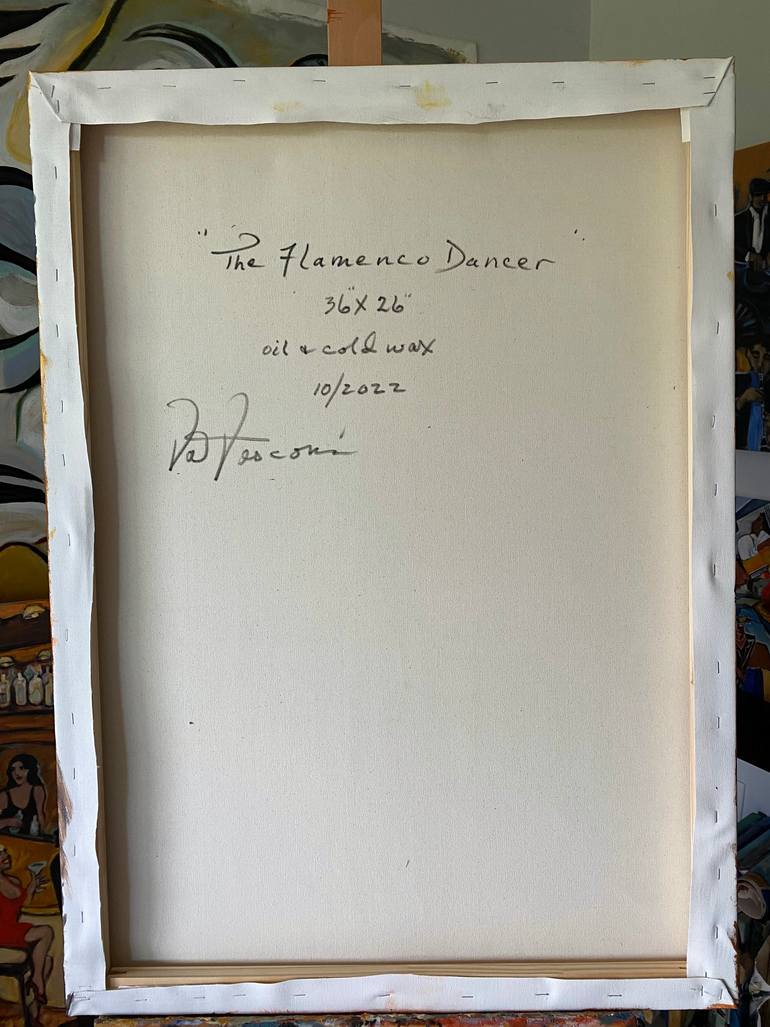 "The Flamenco Dancer"
36" X 26"
oil & cold wax
10/2022